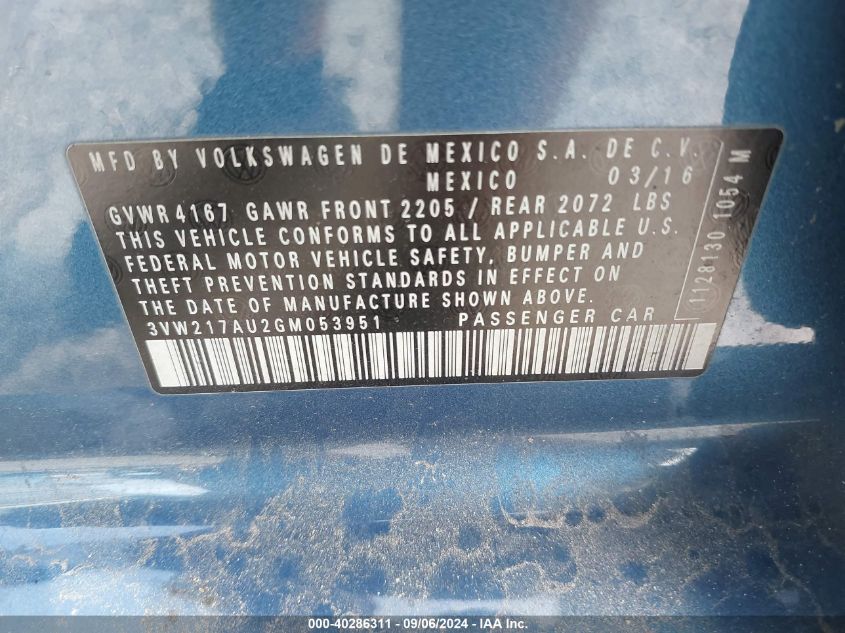 MFD BY VOLKSWAGEN DE MEXICO S.A. DE C.V.
MEXICO 03/16
GVWR 4167 GAWR FRONT 2205 / REAR 2072 LBS
THIS VEHICLE CONFORMS TO ALL APPLICABLE U.S.
FEDERAL MOTOR VEHICLE SAFETY, BUMPER AND
THEFT PREVENTION STANDARDS IN EFFECT ON
THE DATE OF MANUFACTURE SHOWN ABOVE.
3VW217AU2GM053951 PASSENGER CAR
1128130 1054 M
000-40286311 - 09/06/2024 - IAA Inc.